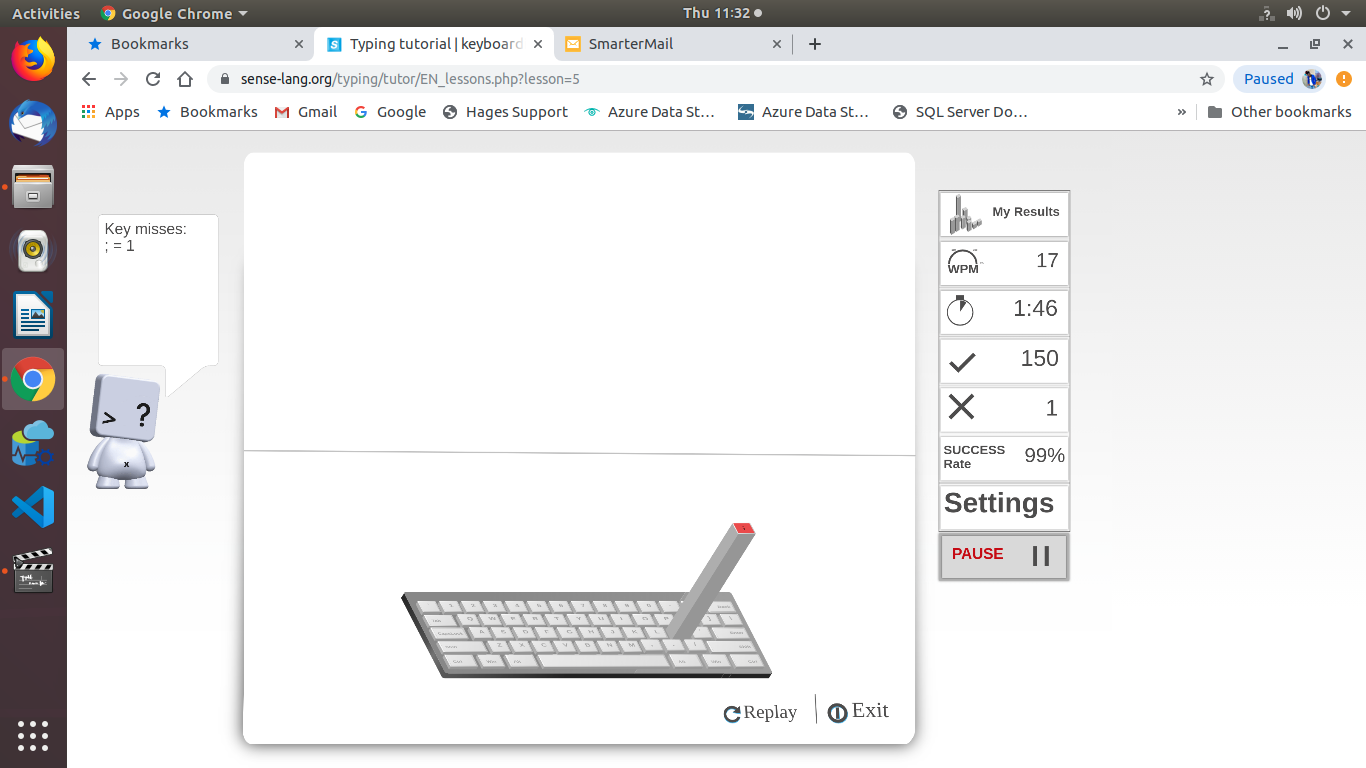 Activities Google Chrome Thu 11:32
Bookmarks Typing tutorial | keyboard SmarterMail
sense-lang.org/typing/tutor/EN_lessons.php?lesson=5 Paused
Apps Bookmarks Gmail Google Hages Support Azure Data St... Azure Data St... SQL Server Do... » Other bookmarks
Key misses:
; = 1
> ?
x
My Results
WPM 17
1:46
150
1
SUCCESS
Rate 99%
Settings
PAUSE
Replay Exit